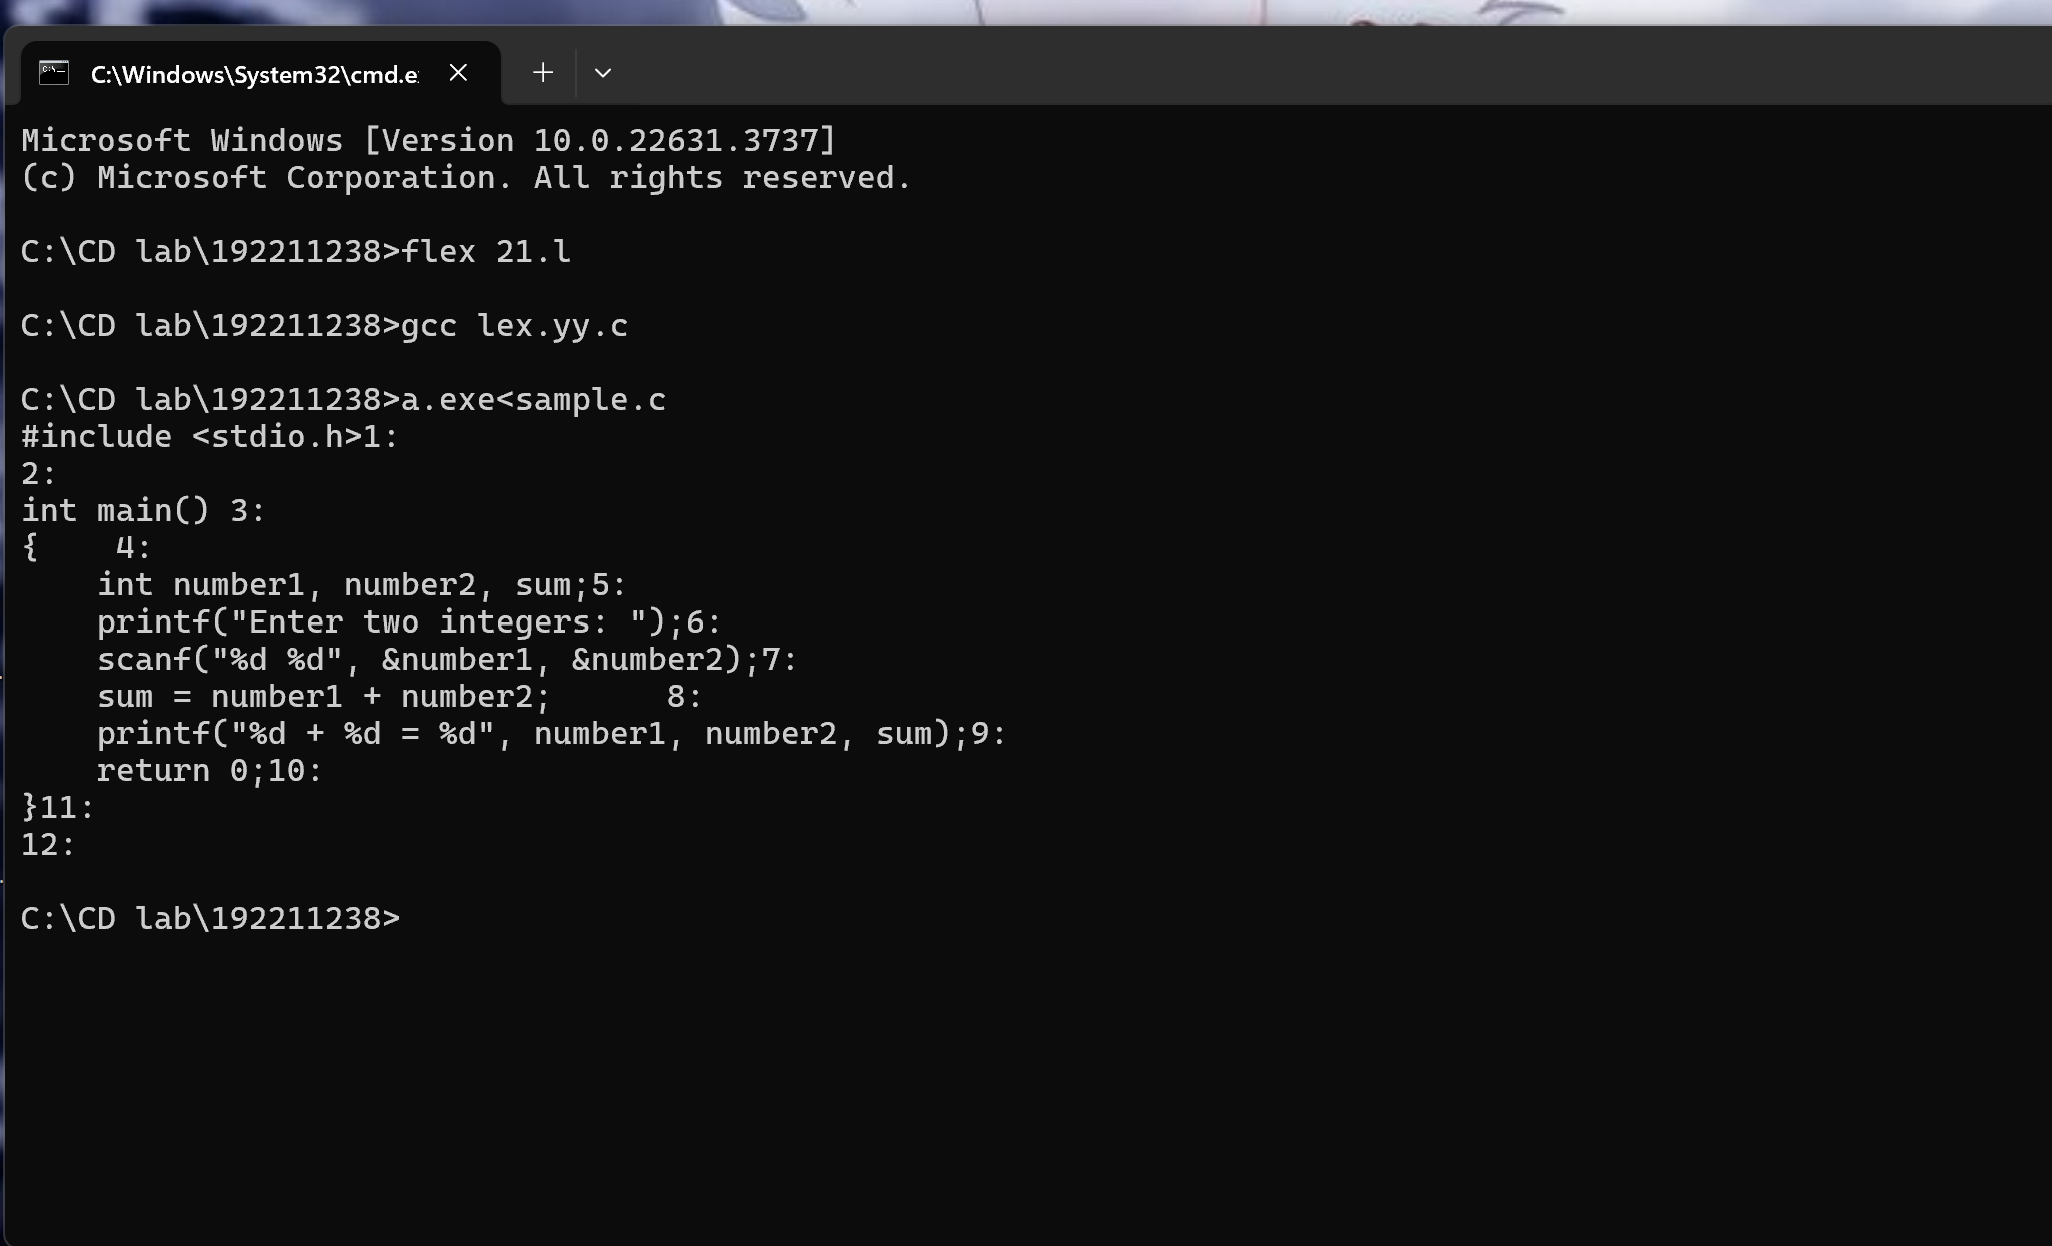 C:\Windows\System32\cmd.e
Microsoft Windows [Version 10.0.22631.3737]
(c) Microsoft Corporation. All rights reserved.
C:\CD lab\192211238>flex 21.l
C:\CD lab\192211238>gcc lex.yy.c
C:\CD lab\192211238>a.exe<sample.c
#include <stdio.h>1:
2:
int main() 3:
{    4:
    int number1, number2, sum;5:
    printf("Enter two integers: ");6:
    scanf("%d %d", &number1, &number2);7:
    sum = number1 + number2;      8:
    printf("%d + %d = %d", number1, number2, sum);9:
    return 0;10:
}11:
12:
C:\CD lab\192211238>